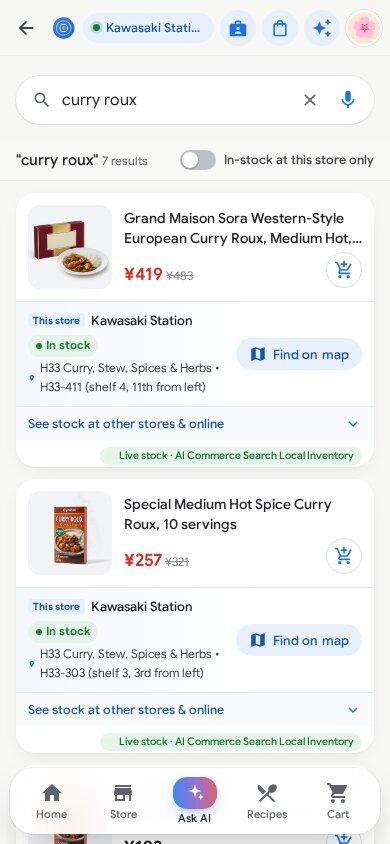 Kawasaki Stati...
curry roux
"curry roux" 7 results
In-stock at this store only
Grand Maison Sora Western-Style
European Curry Roux, Medium Hot,...
¥419 ¥483
This store Kawasaki Station
In stock
H33 Curry, Stew, Spices & Herbs •
H33-411 (shelf 4, 11th from left)
Find on map
See stock at other stores & online
Live stock · AI Commerce Search Local Inventory
CURRY ROUX
Special Medium Hot Spice Curry
Roux, 10 servings
¥257 ¥321
This store Kawasaki Station
In stock
H33 Curry, Stew, Spices & Herbs •
H33-303 (shelf 3, 3rd from left)
Find on map
See stock at other stores & online
Live stock · AI Commerce Search Local Inventory
Home
Store
Ask AI
Recipes
Cart